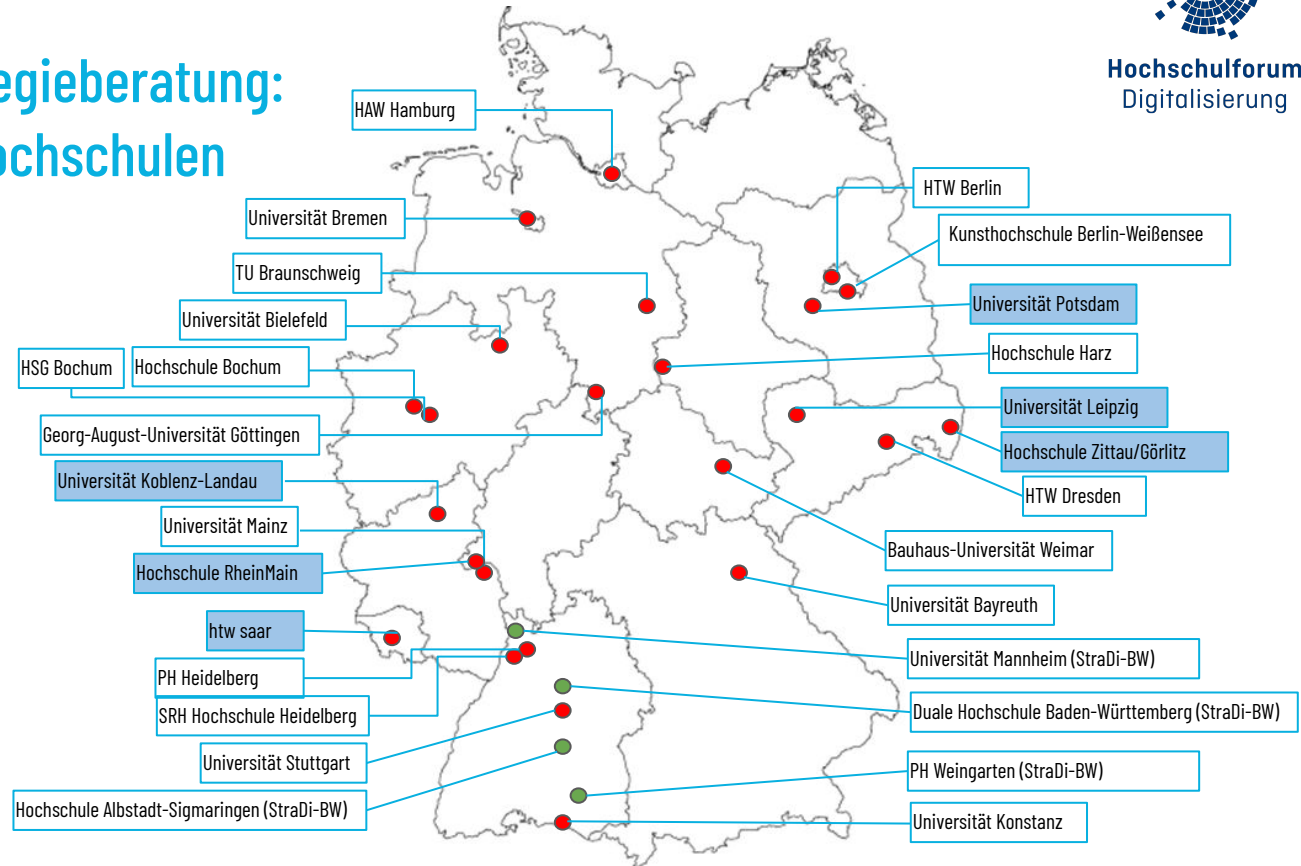 egieberatung:
ochschulen
Hochschulforum
Digitalisierung
HAW Hamburg
Universität Bremen
TU Braunschweig
Universität Bielefeld
HSG Bochum
Hochschule Bochum
Georg-August-Universität Göttingen
Universität Koblenz-Landau
Universität Mainz
Hochschule RheinMain
htw saar
PH Heidelberg
SRH Hochschule Heidelberg
Universität Stuttgart
Hochschule Albstadt-Sigmaringen (StraDi-BW)
HTW Berlin
Kunsthochschule Berlin-Weißensee
Universität Potsdam
Hochschule Harz
Universität Leipzig
Hochschule Zittau/Görlitz
HTW Dresden
Bauhaus-Universität Weimar
Universität Bayreuth
Universität Mannheim (StraDi-BW)
Duale Hochschule Baden-Württemberg (StraDi-BW)
PH Weingarten (StraDi-BW)
Universität Konstanz